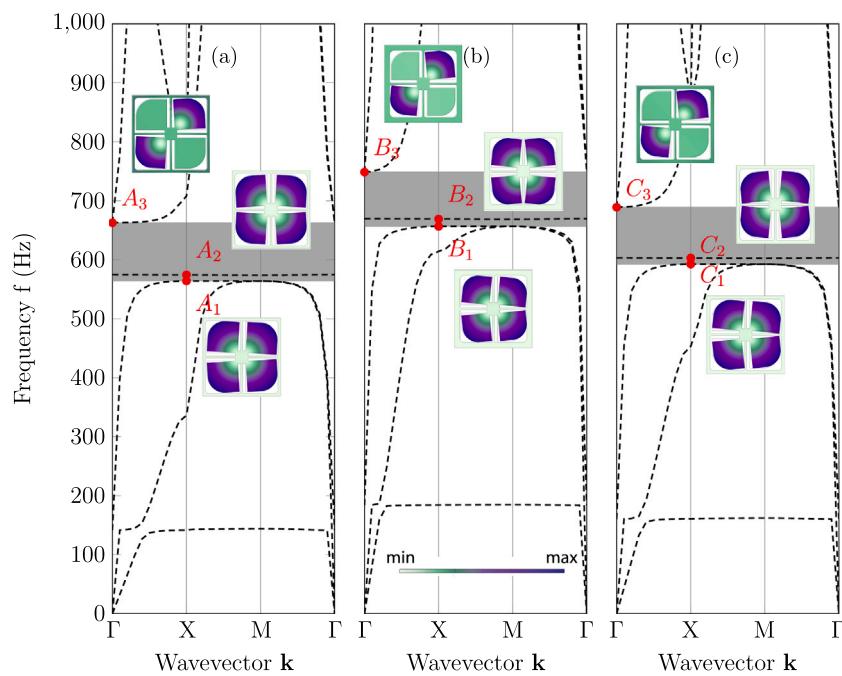 (a)
(b)
(c)
1,000
900
800
700
600
500
400
300
200
100
0
Frequency f (Hz)
A3
A2
A1
B3
B2
B1
C3
C2
C1
min max
Γ X M Γ
Γ X M Γ
Γ X M Γ
Wavevector k
Wavevector k
Wavevector k